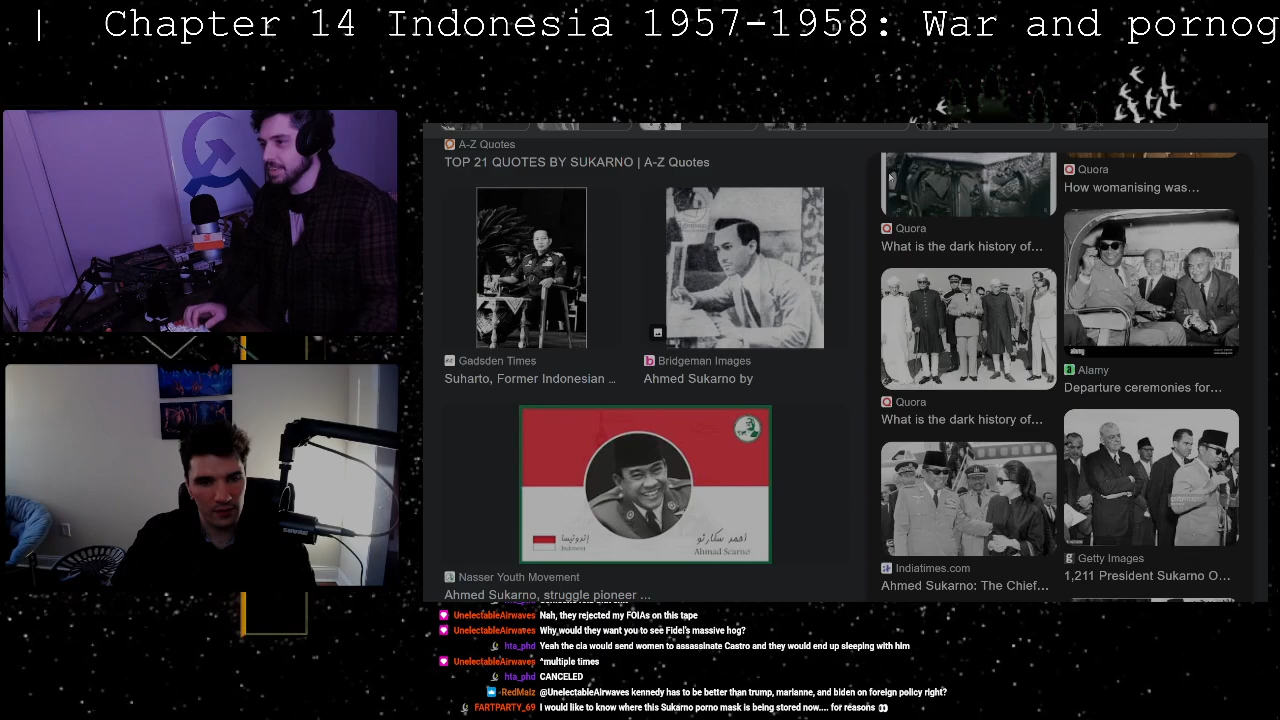 | Chapter 14 Indonesia 1957-1958: War and pornog
A-Z Quotes
TOP 21 QUOTES BY SUKARNO | A-Z Quotes
Gadsden Times
Suharto, Former Indonesian ...
Bridgeman Images
Ahmed Sukarno by
Indonesia
أحمد سكارنو
Ahmad Scarno
Nasser Youth Movement
Ahmed Sukarno, struggle pioneer ...
Quora
What is the dark history of...
Quora
What is the dark history of...
Indiatimes.com
Ahmed Sukarno: The Chief...
Quora
How womanising was...
alamy
Alamy
Departure ceremonies for...
Getty Images
1,211 President Sukarno O...
UnelectableAirwaves Nah, they rejected my FOIAs on this tape
UnelectableAirwaves Why would they want you to see Fidel's massive hog?
hta_phd Yeah the cia would send women to assassinate Castro and they would end up sleeping with him
UnelectableAirwaves ^multiple times
hta_phd CANCELED
-RedMaiz @UnelectableAirwaves kennedy has to be better than trump, marianne, and biden on foreign policy right?
FARTPARTY_69 I would like to know where this Sukarno porno mask is being stored now.... for reasons 👀